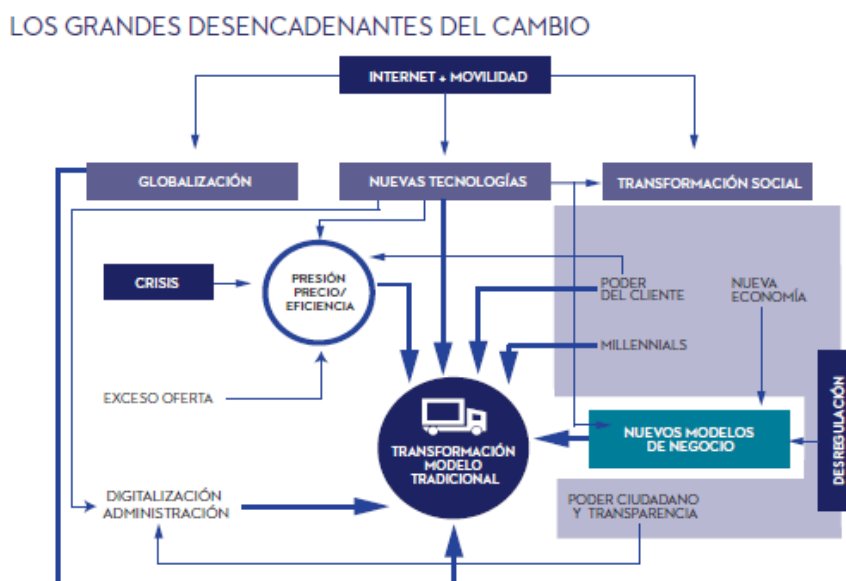 LOS GRANDES DESENCADENANTES DEL CAMBIO
INTERNET + MOVILIDAD
GLOBALIZACIÓN
NUEVAS TECNOLOGÍAS
TRANSFORMACIÓN SOCIAL
CRISIS
PRESIÓN
PRECIO/
EFICIENCIA
PODER
DEL CLIENTE
NUEVA
ECONOMÍA
MILLENNIALS
EXCESO OFERTA
TRANSFORMACIÓN
MODELO
TRADICIONAL
NUEVOS MODELOS
DE NEGOCIO
DESREGULACIÓN
DIGITALIZACIÓN
ADMINISTRACIÓN
PODER CIUDADANO
Y TRANSPARENCIA